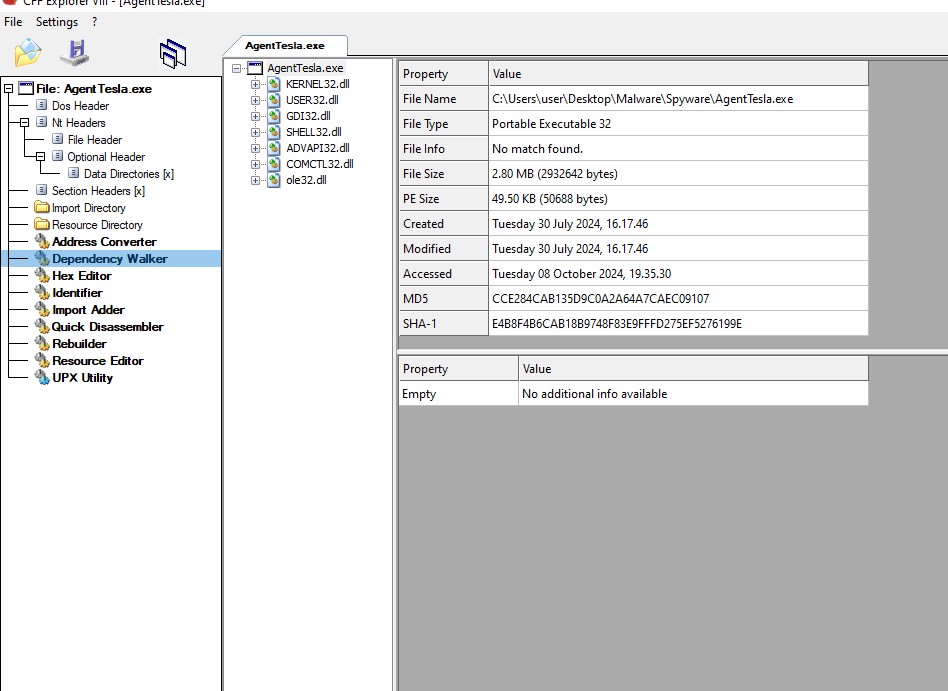 CFF Explorer VIII - [AgentTesla.exe]
File Settings ?
AgentTesla.exe
File: AgentTesla.exe
Dos Header
Nt Headers
File Header
Optional Header
Data Directories [x]
Section Headers [x]
Import Directory
Resource Directory
Address Converter
Dependency Walker
Hex Editor
Identifier
Import Adder
Quick Disassembler
Rebuilder
Resource Editor
UPX Utility
AgentTesla.exe
KERNEL32.dll
USER32.dll
GDI32.dll
SHELL32.dll
ADVAPI32.dll
COMCTL32.dll
ole32.dll
Property Value
File Name C:\Users\user\Desktop\Malware\Spyware\AgentTesla.exe
File Type Portable Executable 32
File Info No match found.
File Size 2.80 MB (2932642 bytes)
PE Size 49.50 KB (50688 bytes)
Created Tuesday 30 July 2024, 16.17.46
Modified Tuesday 30 July 2024, 16.17.46
Accessed Tuesday 08 October 2024, 19.35.30
MD5 CCE284CAB135D9C0A2A64A7CAEC09107
SHA-1 E4B8F4B6CAB18B9748F83E9FFFD275EF5276199E
Property Value
Empty No additional info available